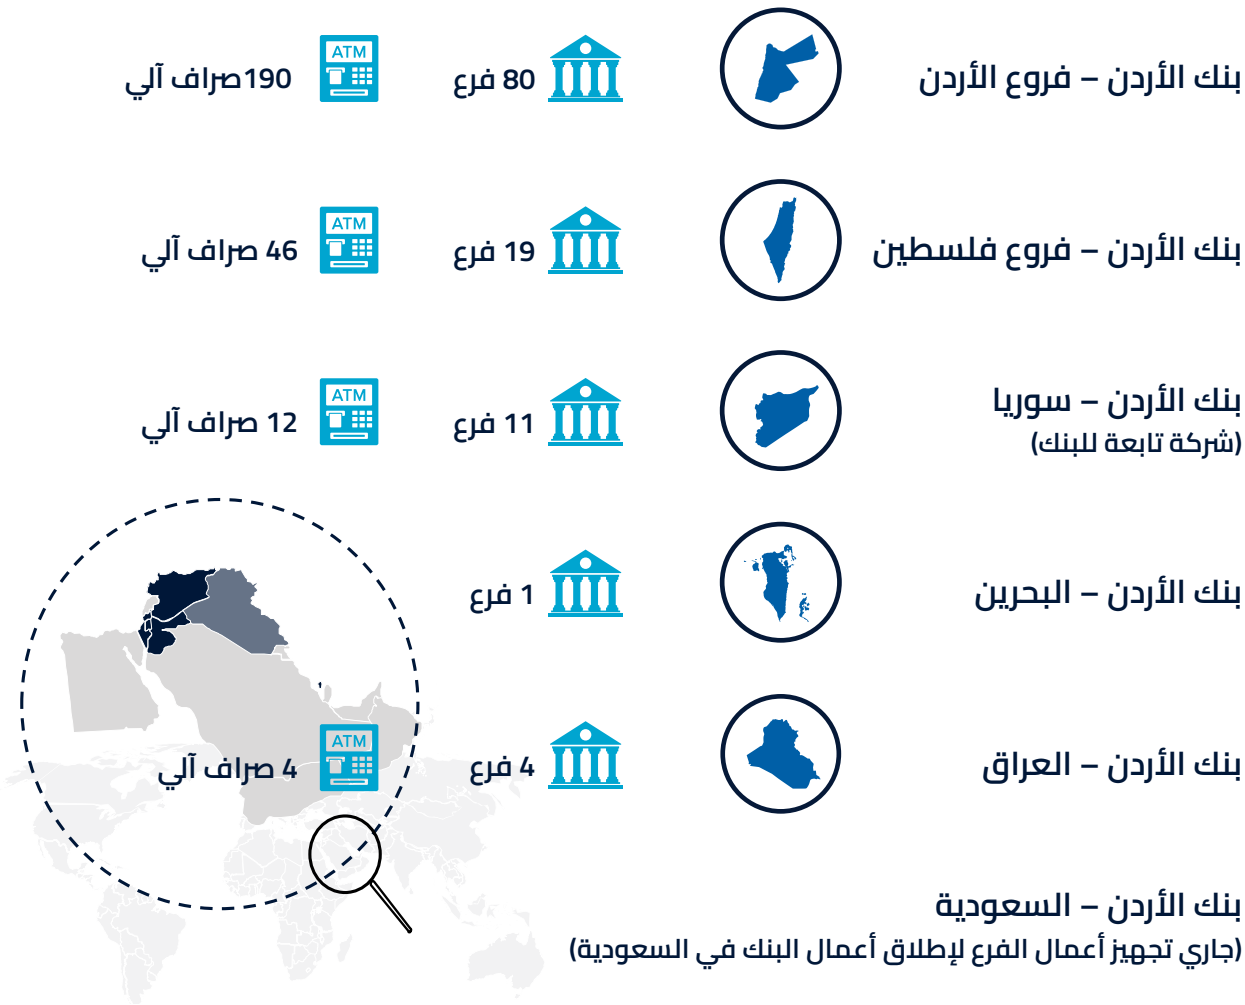 بنك الأردن – فروع الأردن
80 فرع
ATM
190صراف آلي
بنك الأردن – فروع فلسطين
19 فرع
ATM
46 صراف آلي
بنك الأردن – سوريا
(شركة تابعة للبنك)
11 فرع
ATM
12 صراف آلي
بنك الأردن – البحرين
1 فرع
بنك الأردن – العراق
4 فرع
ATM
4 صراف آلي
بنك الأردن – السعودية
(جاري تجهيز أعمال الفرع لإطلاق أعمال البنك في السعودية)